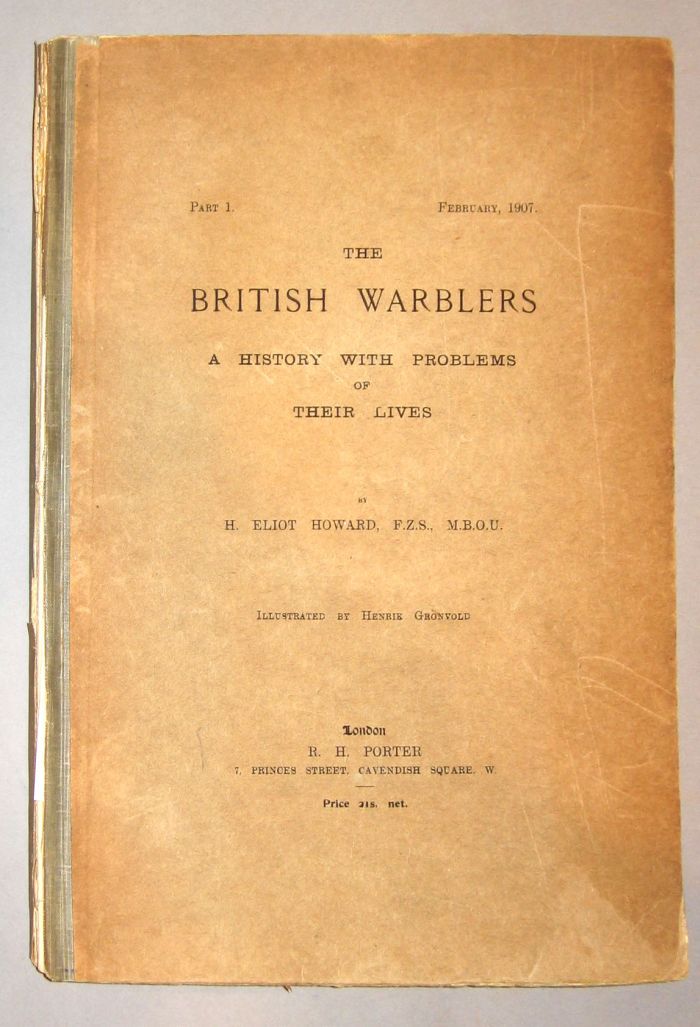 Part 1. February, 1907.
THE
BRITISH WARBLERS
A HISTORY WITH PROBLEMS
OF
THEIR LIVES
BY
H. ELIOT HOWARD, F.Z.S., M.B.O.U.
Illustrated by Henrik Grönvold
London
R. H. PORTER
7, PRINCES STREET, CAVENDISH SQUARE, W.
Price 21s. net.